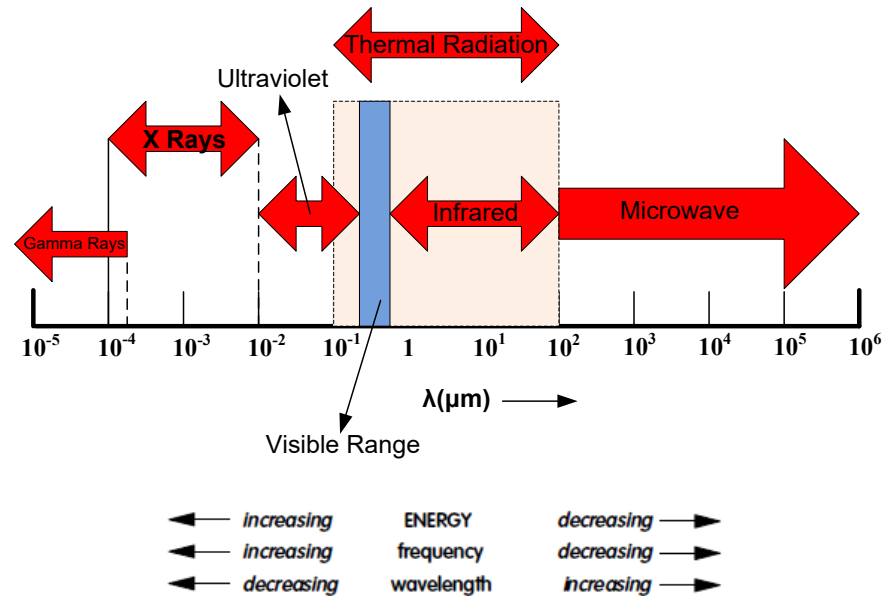 Thermal Radiation
Ultraviolet
X Rays
Infrared
Microwave
Gamma Rays
10⁻⁵ 10⁻⁴ 10⁻³ 10⁻² 10⁻¹ 1 10¹ 10² 10³ 10⁴ 10⁵ 10⁶
λ(μm)
Visible Range
increasing ENERGY decreasing
increasing frequency decreasing
decreasing wavelength increasing